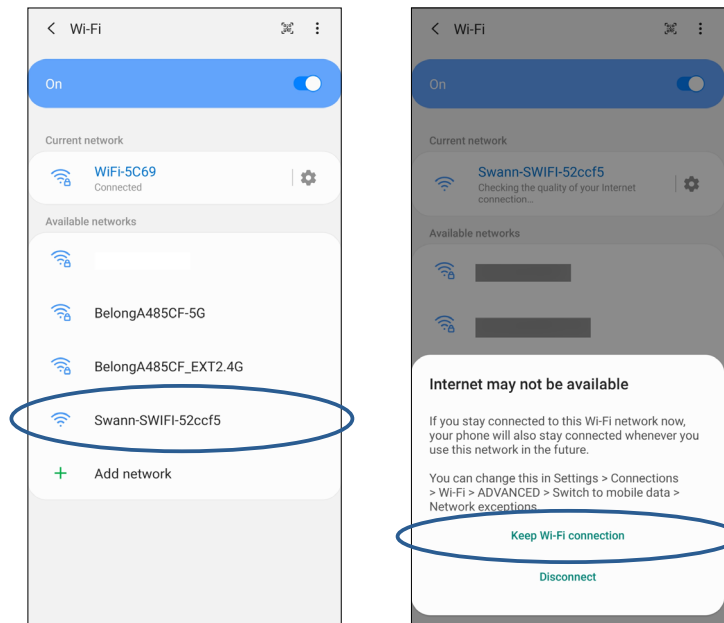 Wi-Fi
On
Current network
WiFi-5C69
Connected
Available networks
BelongA485CF-5G
BelongA485CF_EXT2.4G
Swann-SWIFI-52ccf5
Add network
Wi-Fi
On
Current network
Swann-SWIFI-52ccf5
Checking the quality of your Internet
connection...
Available networks
Internet may not be available
If you stay connected to this Wi-Fi network now,
your phone will also stay connected whenever you
use this network in the future.
You can change this in Settings > Connections
> Wi-Fi > ADVANCED > Switch to mobile data >
Network exceptions
Keep Wi-Fi connection
Disconnect